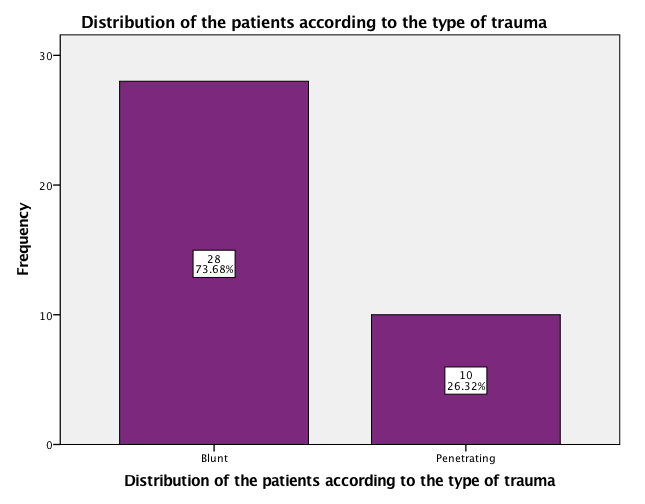 Distribution of the patients according to the type of trauma
Frequency
30
20
10
0
28
73.68%
10
26.32%
Blunt
Penetrating
Distribution of the patients according to the type of trauma